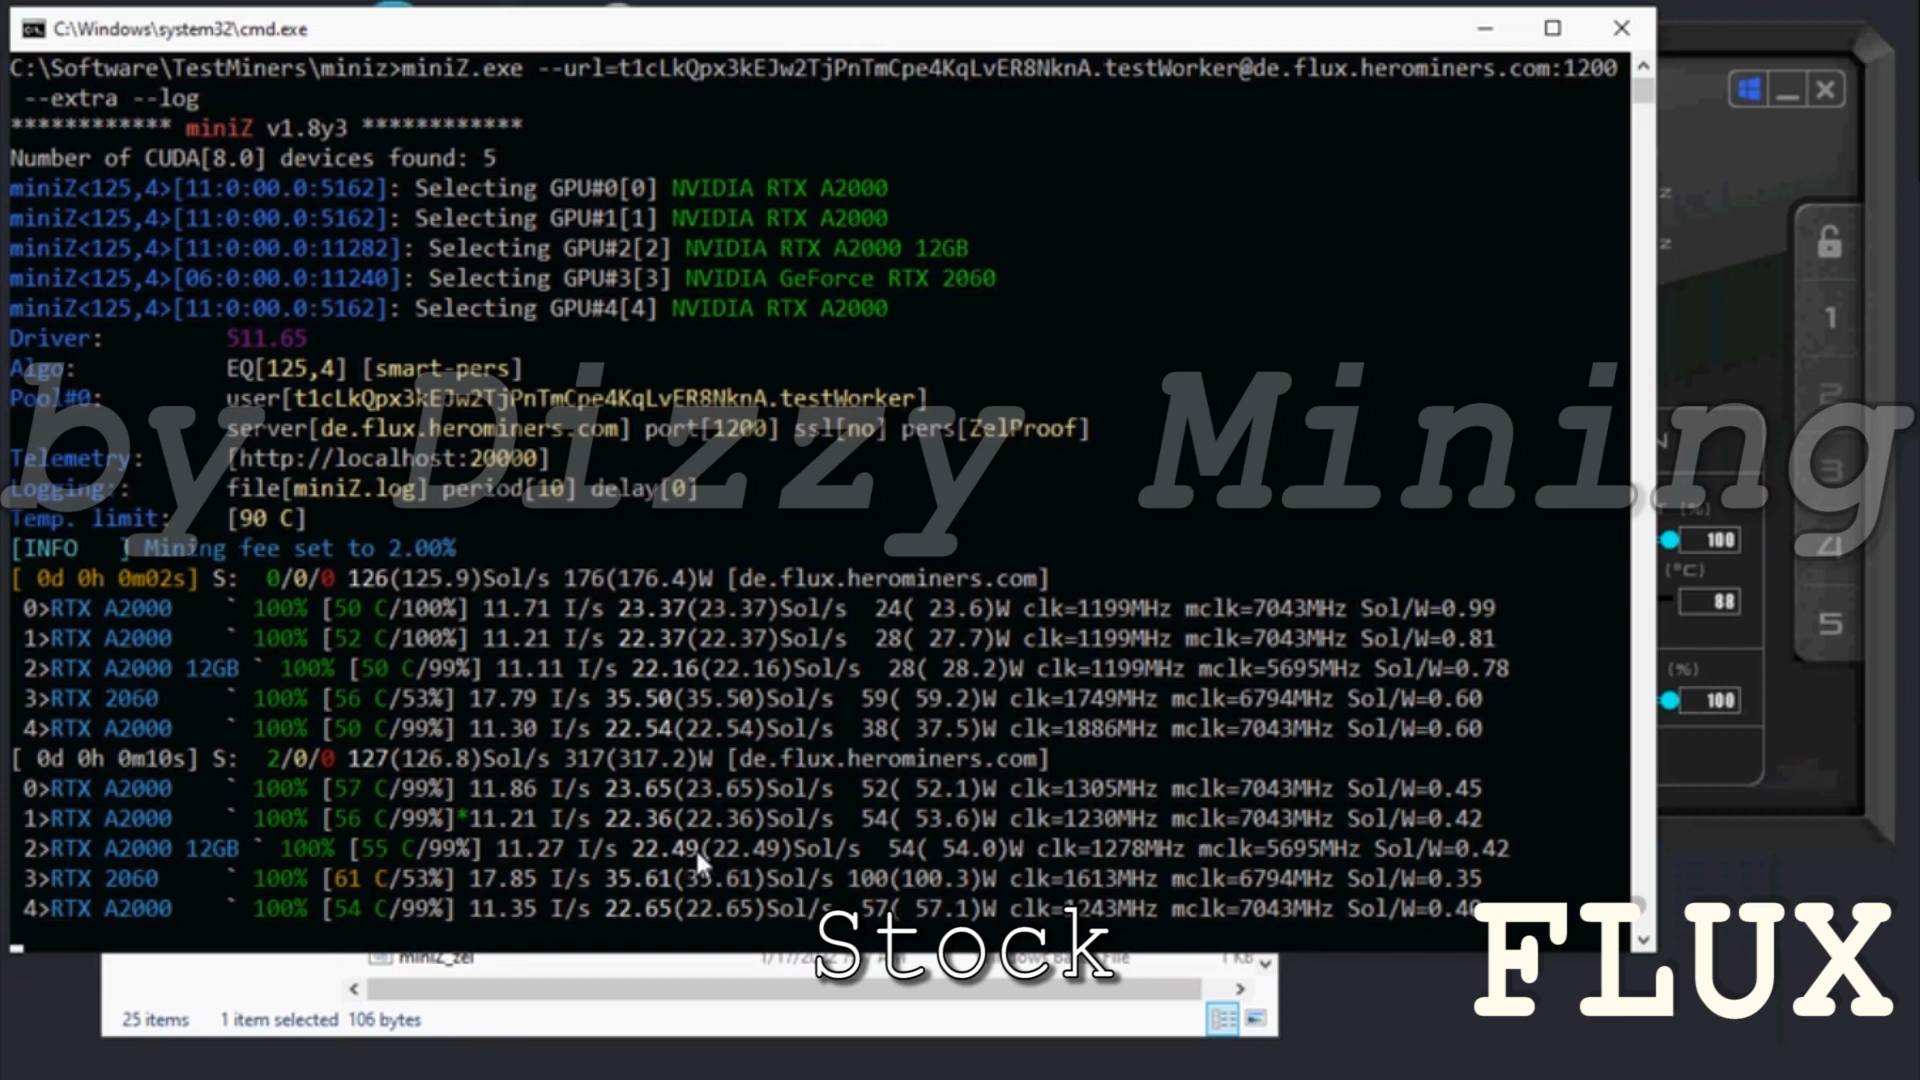 C:\Windows\system32\cmd.exe
C:\Software\TestMiners\miniz>miniZ.exe --url=t1cLkQpx3kEJw2TjPnTmCpe4KqLvER8NknA.testWorker@de.flux.herominers.com:1200
--extra --log
************ miniZ v1.8y3 ************
Number of CUDA[8.0] devices found: 5
miniZ<125,4>[11:0:00.0:5162]: Selecting GPU#0[0] NVIDIA RTX A2000
miniZ<125,4>[11:0:00.0:5162]: Selecting GPU#1[1] NVIDIA RTX A2000
miniZ<125,4>[11:0:00.0:11282]: Selecting GPU#2[2] NVIDIA RTX A2000 12GB
miniZ<125,4>[06:0:00.0:11240]: Selecting GPU#3[3] NVIDIA GeForce RTX 2060
miniZ<125,4>[11:0:00.0:5162]: Selecting GPU#4[4] NVIDIA RTX A2000
Driver: 511.65
Algo: EQ[125,4] [smart-pers]
Pool#0: user[t1cLkQpx3kEJw2TjPnTmCpe4KqLvER8NknA.testWorker]
server[de.flux.herominers.com] port[1200] ssl[no] pers[ZelProof]
Telemetry: [http://localhost:20000]
Logging:: file[miniZ.log] period[10] delay[0]
Temp. limit: [90 C]
[INFO   ] Mining fee set to 2.00%
[ 0d 0h 0m02s] S:  0/0/0 126(125.9)Sol/s 176(176.4)W [de.flux.herominers.com]
0>RTX A2000    ` 100% [50 C/100%] 11.71 I/s 23.37(23.37)Sol/s  24( 23.6)W clk=1199MHz mclk=7043MHz Sol/W=0.99
1>RTX A2000    ` 100% [52 C/100%] 11.21 I/s 22.37(22.37)Sol/s  28( 27.7)W clk=1199MHz mclk=7043MHz Sol/W=0.81
2>RTX A2000 12GB ` 100% [50 C/99%] 11.11 I/s 22.16(22.16)Sol/s  28( 28.2)W clk=1199MHz mclk=5695MHz Sol/W=0.78
3>RTX 2060     ` 100% [56 C/53%] 17.79 I/s 35.50(35.50)Sol/s  59( 59.2)W clk=1749MHz mclk=6794MHz Sol/W=0.60
4>RTX A2000    ` 100% [50 C/99%] 11.30 I/s 22.54(22.54)Sol/s  38( 37.5)W clk=1886MHz mclk=7043MHz Sol/W=0.60
[ 0d 0h 0m10s] S:  2/0/0 127(126.8)Sol/s 317(317.2)W [de.flux.herominers.com]
0>RTX A2000    ` 100% [57 C/99%] 11.86 I/s 23.65(23.65)Sol/s  52( 52.1)W clk=1305MHz mclk=7043MHz Sol/W=0.45
1>RTX A2000    ` 100% [56 C/99%]*11.21 I/s 22.36(22.36)Sol/s  54( 53.6)W clk=1230MHz mclk=7043MHz Sol/W=0.42
2>RTX A2000 12GB ` 100% [55 C/99%] 11.27 I/s 22.49(22.49)Sol/s  54( 54.0)W clk=1278MHz mclk=5695MHz Sol/W=0.42
3>RTX 2060     ` 100% [61 C/53%] 17.85 I/s 35.61(35.61)Sol/s 100(100.3)W clk=1613MHz mclk=6794MHz Sol/W=0.35
4>RTX A2000    ` 100% [54 C/99%] 11.35 I/s 22.65(22.65)Sol/s  57( 57.1)W clk=1243MHz mclk=7043MHz Sol/W=0.40
by Dizzy Mining
Stock
FLUX
miniZ_zel
1 KB
25 items 1 item selected 106 bytes
1
2
3
4
5
(%)
100
(°C)
88
(%)
100